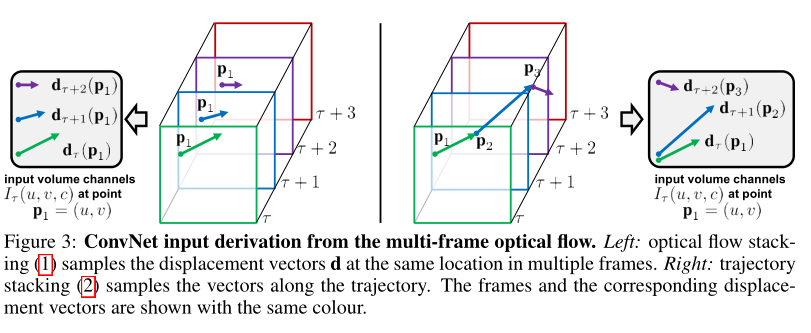 d_{τ+2}(p_1)
d_{τ+1}(p_1)
d_τ(p_1)
input volume channels
I_τ(u, v, c) at point
p_1 = (u, v)
p_1
p_1
p_1
τ + 3
τ + 2
τ + 1
τ
p_3
p_1
p_2
τ + 3
τ + 2
τ + 1
τ
d_{τ+2}(p_3)
d_{τ+1}(p_2)
d_τ(p_1)
input volume channels
I_τ(u, v, c) at point
p_1 = (u, v)
Figure 3: ConvNet input derivation from the multi-frame optical flow. Left: optical flow stack-
ing (1) samples the displacement vectors d at the same location in multiple frames. Right: trajectory
stacking (2) samples the vectors along the trajectory. The frames and the corresponding displace-
ment vectors are shown with the same colour.